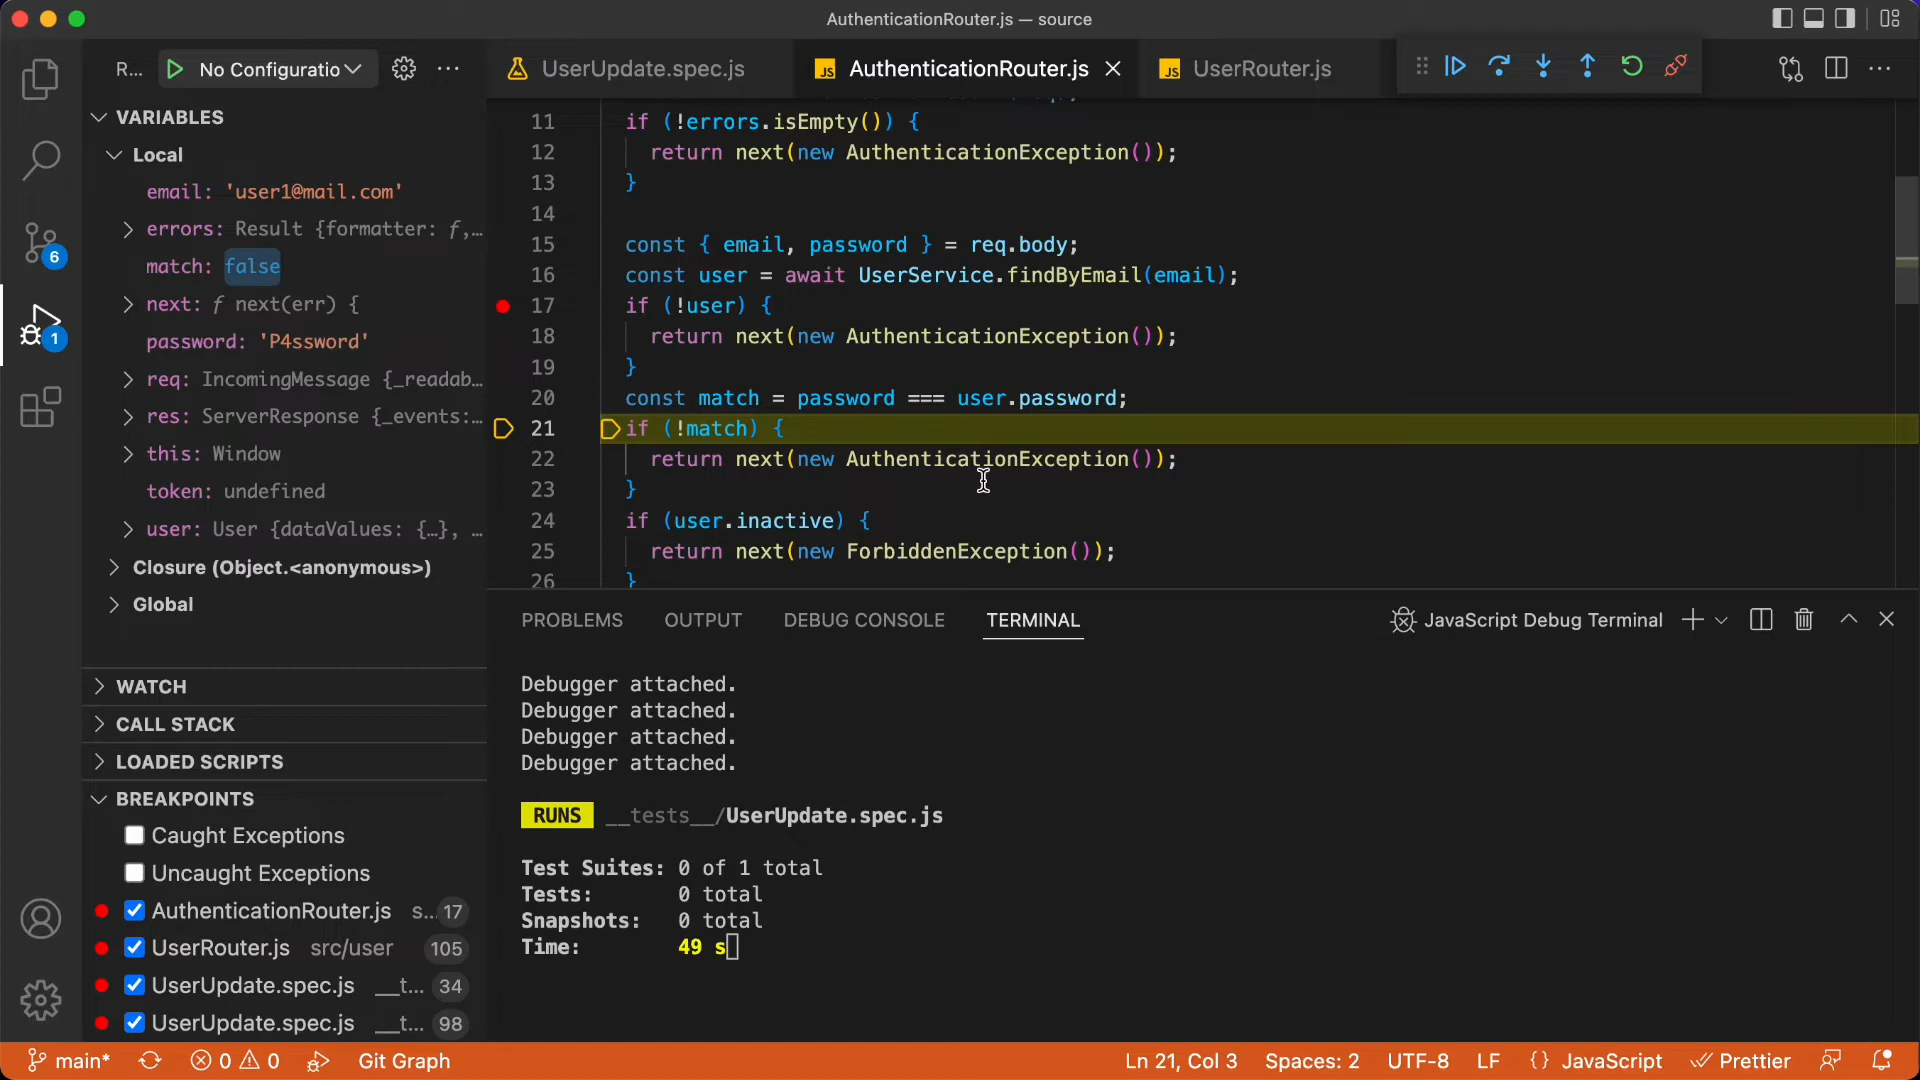 AuthenticationRouter.js — source
R... No Configuratio
UserUpdate.spec.js
AuthenticationRouter.js
UserRouter.js
VARIABLES
Local
email: 'user1@mail.com'
errors: Result {formatter: ƒ,…
match: false
next: ƒ next(err) {
password: 'P4ssword'
req: IncomingMessage {_readab…
res: ServerResponse {_events:…
this: Window
token: undefined
user: User {dataValues: {…}, …
Closure (Object.<anonymous>)
Global
WATCH
CALL STACK
LOADED SCRIPTS
BREAKPOINTS
Caught Exceptions
Uncaught Exceptions
AuthenticationRouter.js s... 17
UserRouter.js src/user 105
UserUpdate.spec.js __t... 34
UserUpdate.spec.js __t... 98
6
1
11 if (!errors.isEmpty()) {
12 return next(new AuthenticationException());
13 }
14
15 const { email, password } = req.body;
16 const user = await UserService.findByEmail(email);
17 if (!user) {
18 return next(new AuthenticationException());
19 }
20 const match = password === user.password;
21 if (!match) {
22 return next(new AuthenticationException());
23 }
24 if (user.inactive) {
25 return next(new ForbiddenException());
26 }
PROBLEMS OUTPUT DEBUG CONSOLE TERMINAL
JavaScript Debug Terminal
Debugger attached.
Debugger attached.
Debugger attached.
Debugger attached.
RUNS __tests__/UserUpdate.spec.js
Test Suites: 0 of 1 total
Tests: 0 total
Snapshots: 0 total
Time: 49 s
main* 0 0 Git Graph
Ln 21, Col 3 Spaces: 2 UTF-8 LF {} JavaScript Prettier